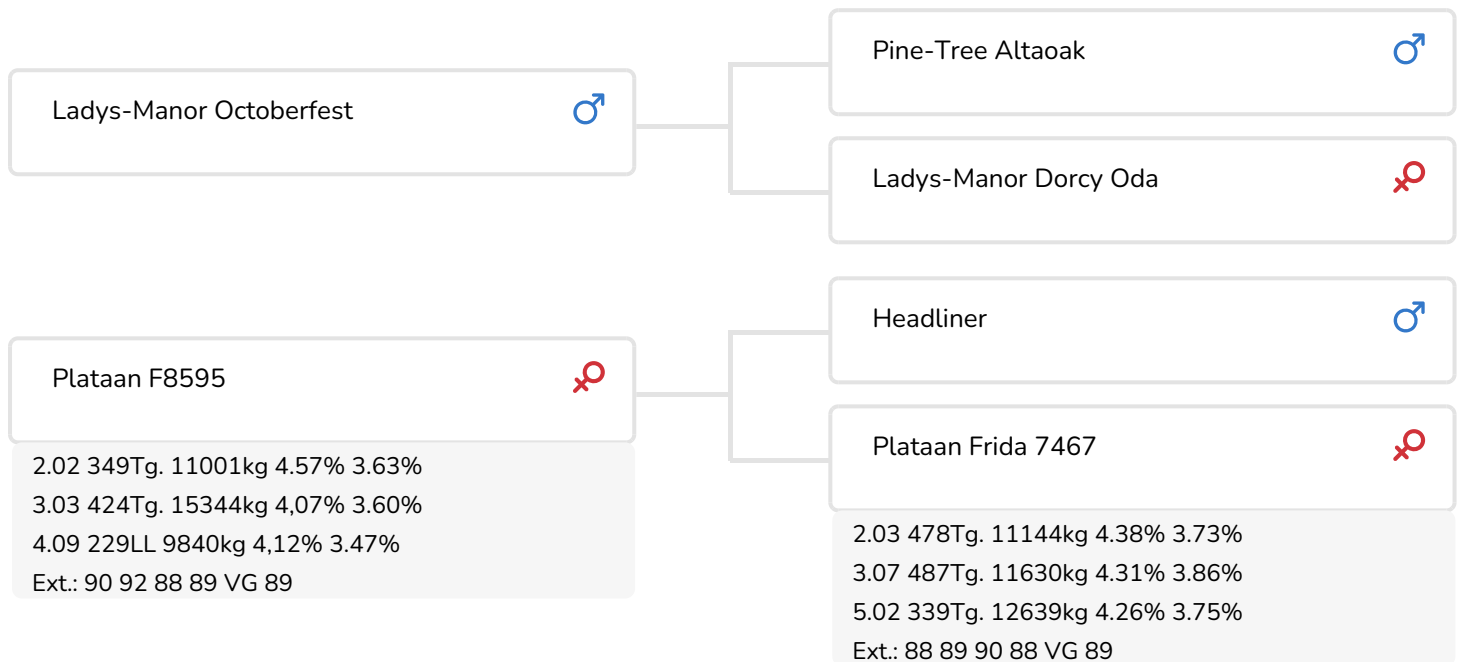 Ladys-Manor Octoberfest
Pine-Tree Altaoak
Ladys-Manor Dorcy Oda
Plataan F8595
2.02 349Tg. 11001kg 4.57% 3.63%
3.03 424Tg. 15344kg 4,07% 3.60%
4.09 229LL 9840kg 4,12% 3.47%
Ext.: 90 92 88 89 VG 89
Headliner
Plataan Frida 7467
2.03 478Tg. 11144kg 4.38% 3.73%
3.07 487Tg. 11630kg 4.31% 3.86%
5.02 339Tg. 12639kg 4.26% 3.75%
Ext.: 88 89 90 88 VG 89